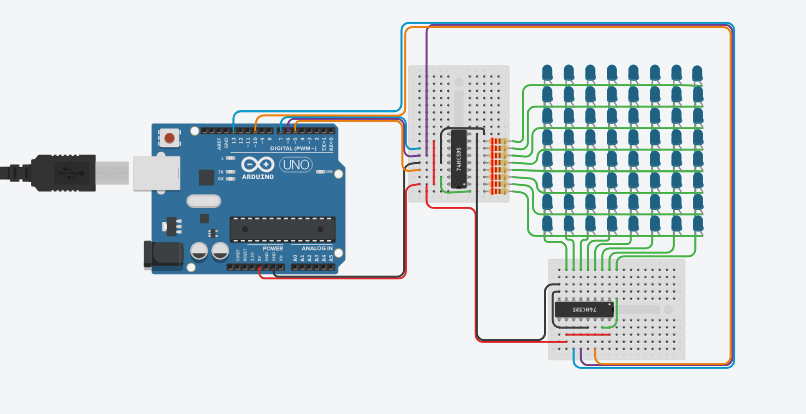 AREF
GND
13
12
~11
~10
~9
8
7
~6
~5
4
~3
2
TX→1
RX←0
DIGITAL (PWM~)
L
TX
RX
ARDUINO
UNO
ON
POWER
ANALOG IN
IOREF
RESET
3.3V
5V
GND
GND
Vin
A0
A1
A2
A3
A4
A5
74HC595
74HC595